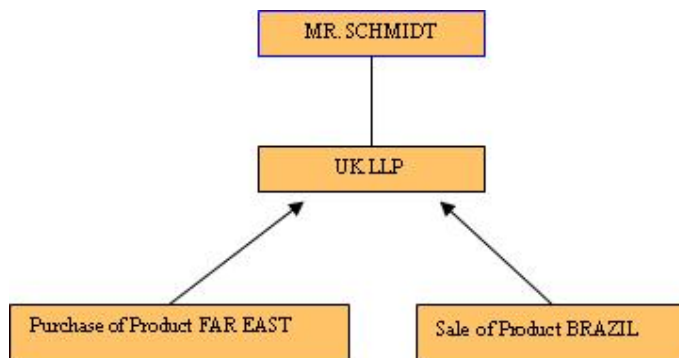 MR. SCHMIDT
UK LLP
Purchase of Product FAR EAST
Sale of Product BRAZIL